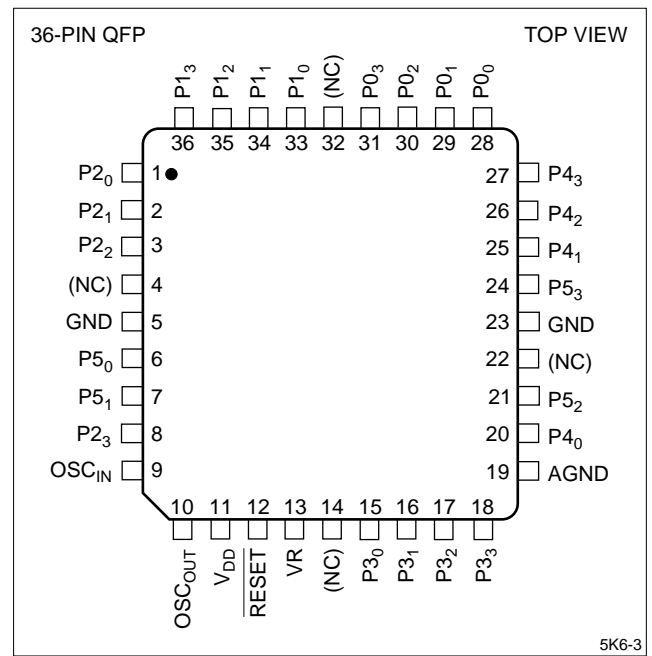 36-PIN QFP TOP VIEW
P1₃ P1₂ P1₁ P1₀ (NC) P0₃ P0₂ P0₁ P0₀
36 35 34 33 32 31 30 29 28
P2₀ 1 27 P4₃
P2₁ 2 26 P4₂
P2₂ 3 25 P4₁
(NC) 4 24 P5₃
GND 5 23 GND
P5₀ 6 22 (NC)
P5₁ 7 21 P5₂
P2₃ 8 20 P4₀
OSC_IN 9 19 AGND
10 11 12 13 14 15 16 17 18
OSC_OUT V_DD RESET VR (NC) P3₀ P3₁ P3₂ P3₃
5K6-3